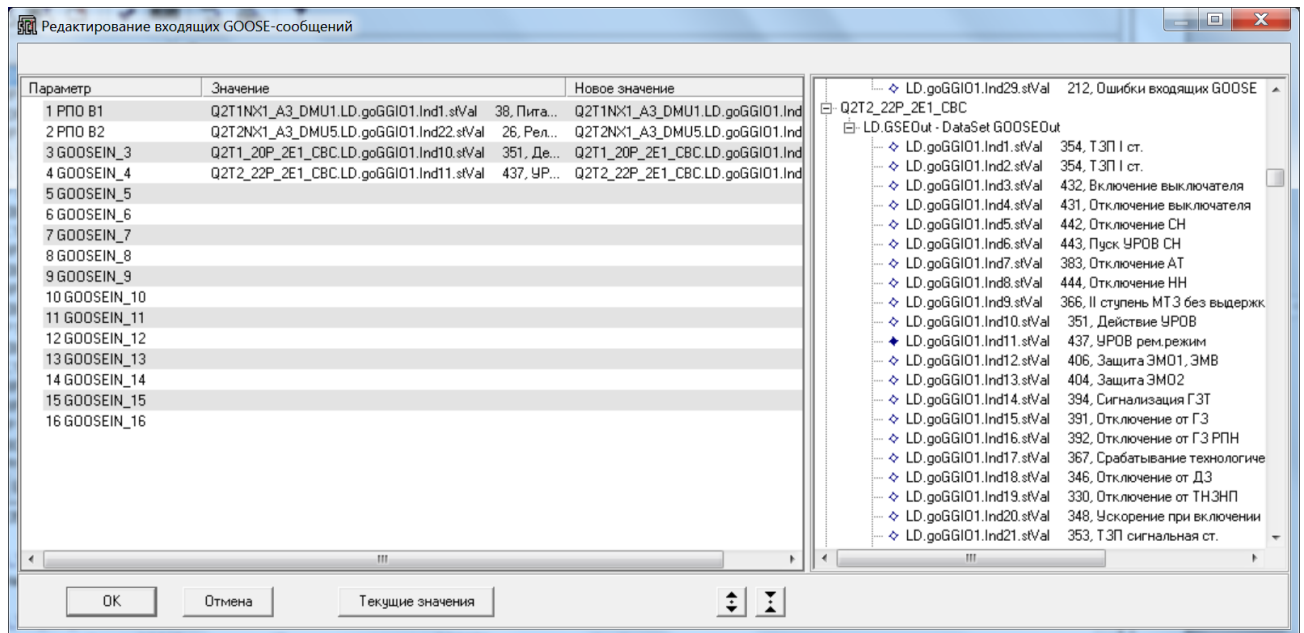 Редактирование входящих GOOSE-сообщений
Параметр Значение Новое значение
1 РПО В1 Q2T1NX1_A3_DMU1.LD.goGGIO1.Ind1.stVal 38, Пита... Q2T1NX1_A3_DMU1.LD.goGGIO1.Ind
2 РПО В2 Q2T2NX1_A3_DMU5.LD.goGGIO1.Ind22.stVal 26, Рел... Q2T2NX1_A3_DMU5.LD.goGGIO1.Ind
3 GOOSEIN_3 Q2T1_20P_2E1_CBC.LD.goGGIO1.Ind10.stVal 351, Де... Q2T1_20P_2E1_CBC.LD.goGGIO1.Ind
4 GOOSEIN_4 Q2T2_22P_2E1_CBC.LD.goGGIO1.Ind11.stVal 437, УР... Q2T2_22P_2E1_CBC.LD.goGGIO1.Ind
5 GOOSEIN_5
6 GOOSEIN_6
7 GOOSEIN_7
8 GOOSEIN_8
9 GOOSEIN_9
10 GOOSEIN_10
11 GOOSEIN_11
12 GOOSEIN_12
13 GOOSEIN_13
14 GOOSEIN_14
15 GOOSEIN_15
16 GOOSEIN_16
LD.goGGIO1.Ind29.stVal 212, Ошибки входящих GOOSE
Q2T2_22P_2E1_CBC
LD.GSEOut - DataSet GOOSEOut
LD.goGGIO1.Ind1.stVal 354, ТЗП I ст.
LD.goGGIO1.Ind2.stVal 354, ТЗП I ст.
LD.goGGIO1.Ind3.stVal 432, Включение выключателя
LD.goGGIO1.Ind4.stVal 431, Отключение выключателя
LD.goGGIO1.Ind5.stVal 442, Отключение СН
LD.goGGIO1.Ind6.stVal 443, Пуск УРОВ СН
LD.goGGIO1.Ind7.stVal 383, Отключение АТ
LD.goGGIO1.Ind8.stVal 444, Отключение НН
LD.goGGIO1.Ind9.stVal 366, II ступень МТЗ без выдержк
LD.goGGIO1.Ind10.stVal 351, Действие УРОВ
LD.goGGIO1.Ind11.stVal 437, УРОВ рем.режим
LD.goGGIO1.Ind12.stVal 406, Защита ЭМО1, ЭМВ
LD.goGGIO1.Ind13.stVal 404, Защита ЭМО2
LD.goGGIO1.Ind14.stVal 394, Сигнализация ГЗТ
LD.goGGIO1.Ind15.stVal 391, Отключение от ГЗ
LD.goGGIO1.Ind16.stVal 392, Отключение от ГЗ РПН
LD.goGGIO1.Ind17.stVal 367, Срабатывание технологиче
LD.goGGIO1.Ind18.stVal 346, Отключение от ДЗ
LD.goGGIO1.Ind19.stVal 330, Отключение от ТНЗНП
LD.goGGIO1.Ind20.stVal 348, Ускорение при включении
LD.goGGIO1.Ind21.stVal 353, ТЗП сигнальная ст.
OK Отмена Текущие значения